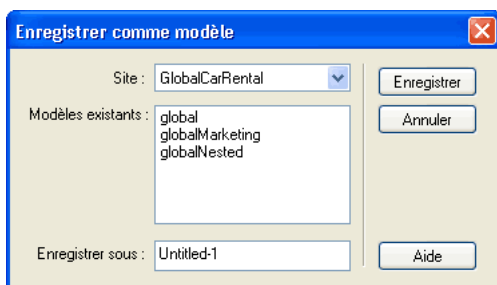 Enregistrer comme modèle
Site : GlobalCarRental
Enregistrer
Modèles existants : global
globalMarketing
globalNested
Annuler
Enregistrer sous : Untitled-1
Aide